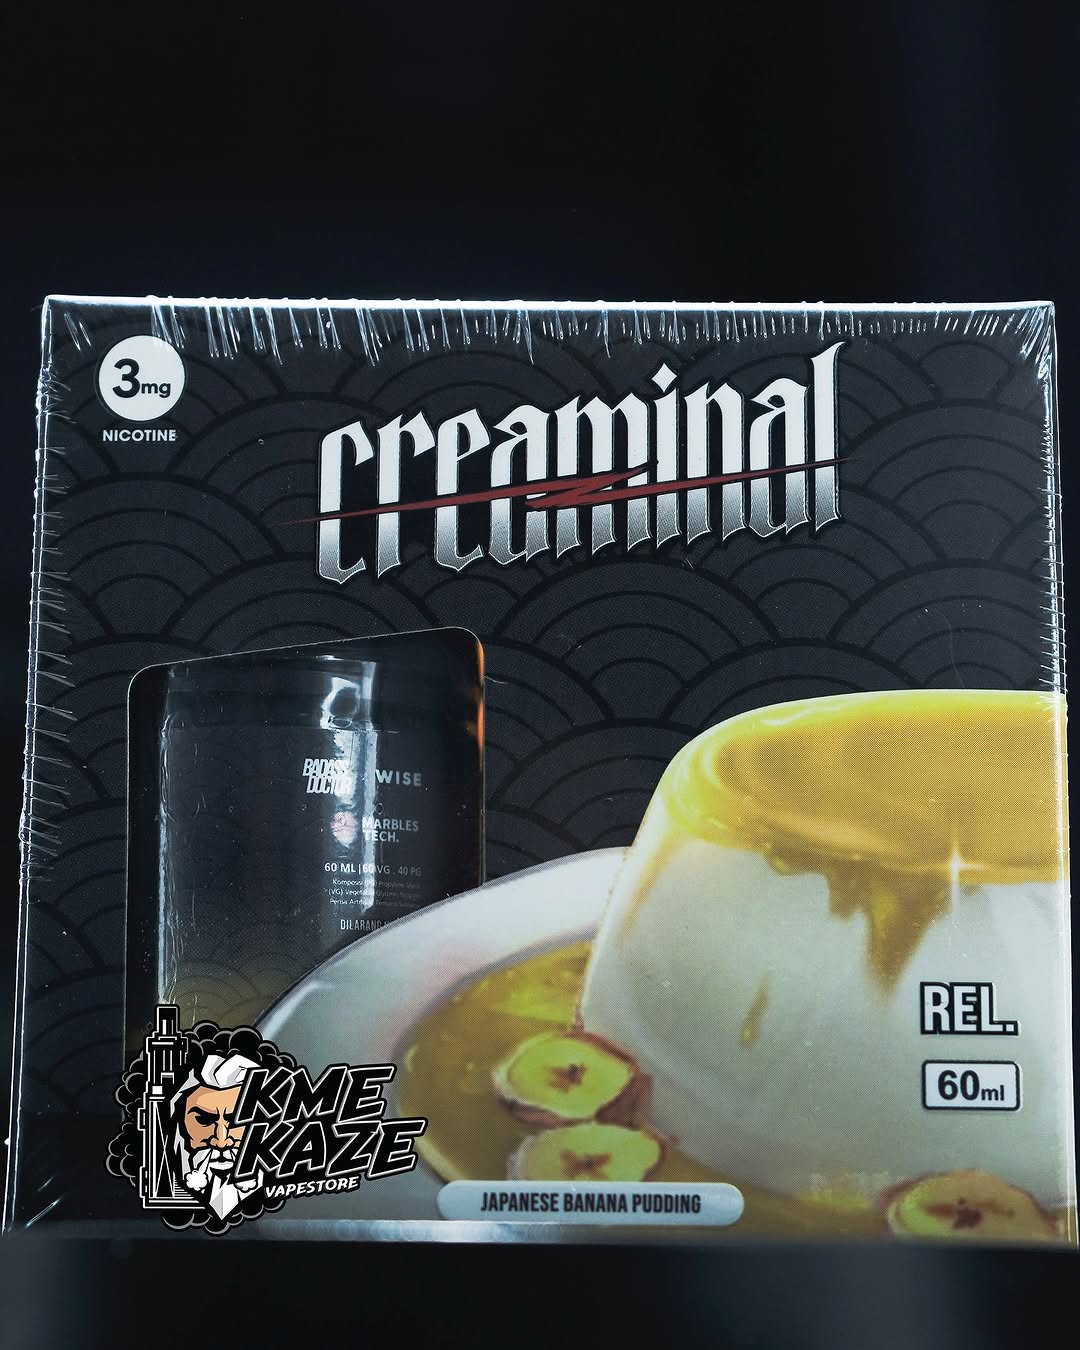 3mg
NICOTINE
creaminal
BADASS DOCTOR WISE
MARBLES
TECH.
60 ML | 60 VG . 40 PG
REL.
60ml
KME
KAZE
VAPESTORE
JAPANESE BANANA PUDDING